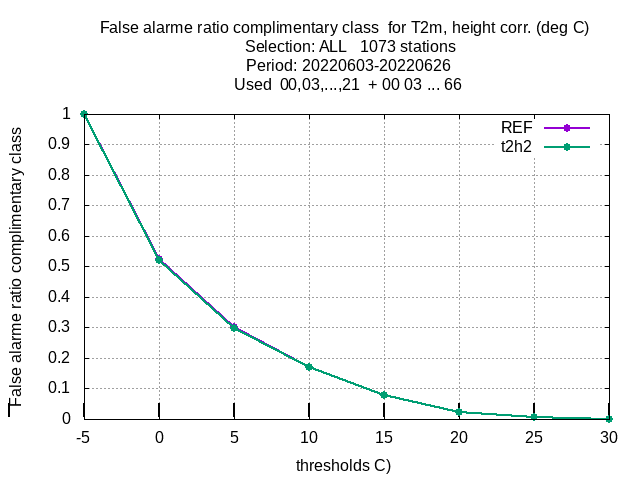 False alarme ratio complimentary class  for T2m, height corr. (deg C)
Selection: ALL   1073 stations
Period: 20220603-20220626
Used  00,03,...,21  + 00 03 ... 66
REF
t2h2
1
0.9
0.8
0.7
0.6
0.5
0.4
0.3
0.2
0.1
0
False alarme ratio complimentary class
-5 0 5 10 15 20 25 30
thresholds C)